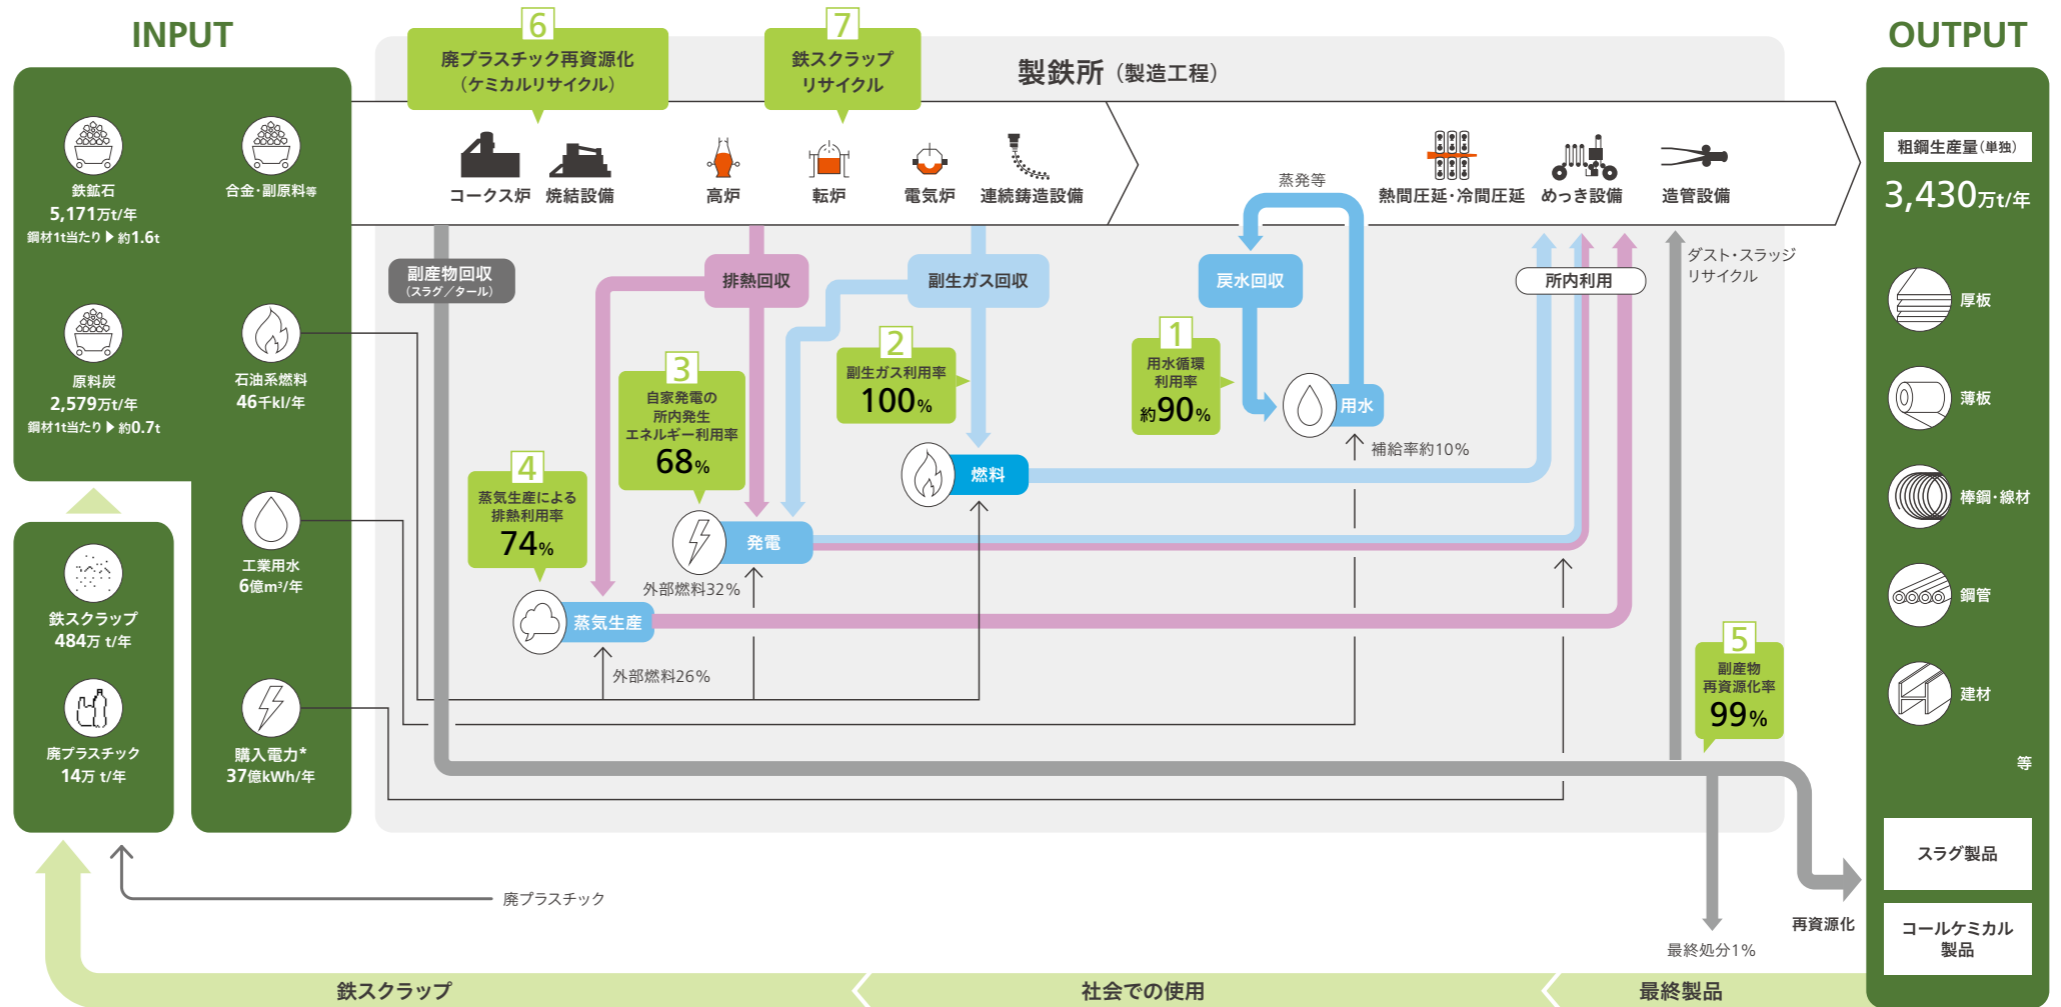 INPUT
鉄鉱石
5,171万t/年
鋼材1t当たり▶約1.6t
合金・副原料等
原料炭
2,579万t/年
鋼材1t当たり▶約0.7t
石油系燃料
46千kl/年
工業用水
6億m³/年
購入電力*
37億kWh/年
鉄スクラップ
484万 t/年
廃プラスチック
14万 t/年
6
廃プラスチック再資源化
（ケミカルリサイクル）
7
鉄スクラップ
リサイクル
製鉄所（製造工程）
コークス炉
焼結設備
高炉
転炉
電気炉
連続鋳造設備
熱間圧延・冷間圧延
めっき設備
造管設備
蒸発等
副産物回収
（スラグ／タール）
排熱回収
副生ガス回収
戻水回収
所内利用
ダスト・スラッジ
リサイクル
1
用水循環
利用率
約90%
2
副生ガス利用率
100%
3
自家発電の
所内発生
エネルギー利用率
68%
4
蒸気生産による
排熱利用率
74%
用水
補給率約10%
燃料
発電
外部燃料32%
蒸気生産
外部燃料26%
5
副産物
再資源化率
99%
OUTPUT
粗鋼生産量（単独）
3,430万t/年
厚板
薄板
棒鋼・線材
鋼管
建材
等
スラグ製品
コールケミカル
製品
再資源化
最終処分1%
廃プラスチック
鉄スクラップ
社会での使用
最終製品